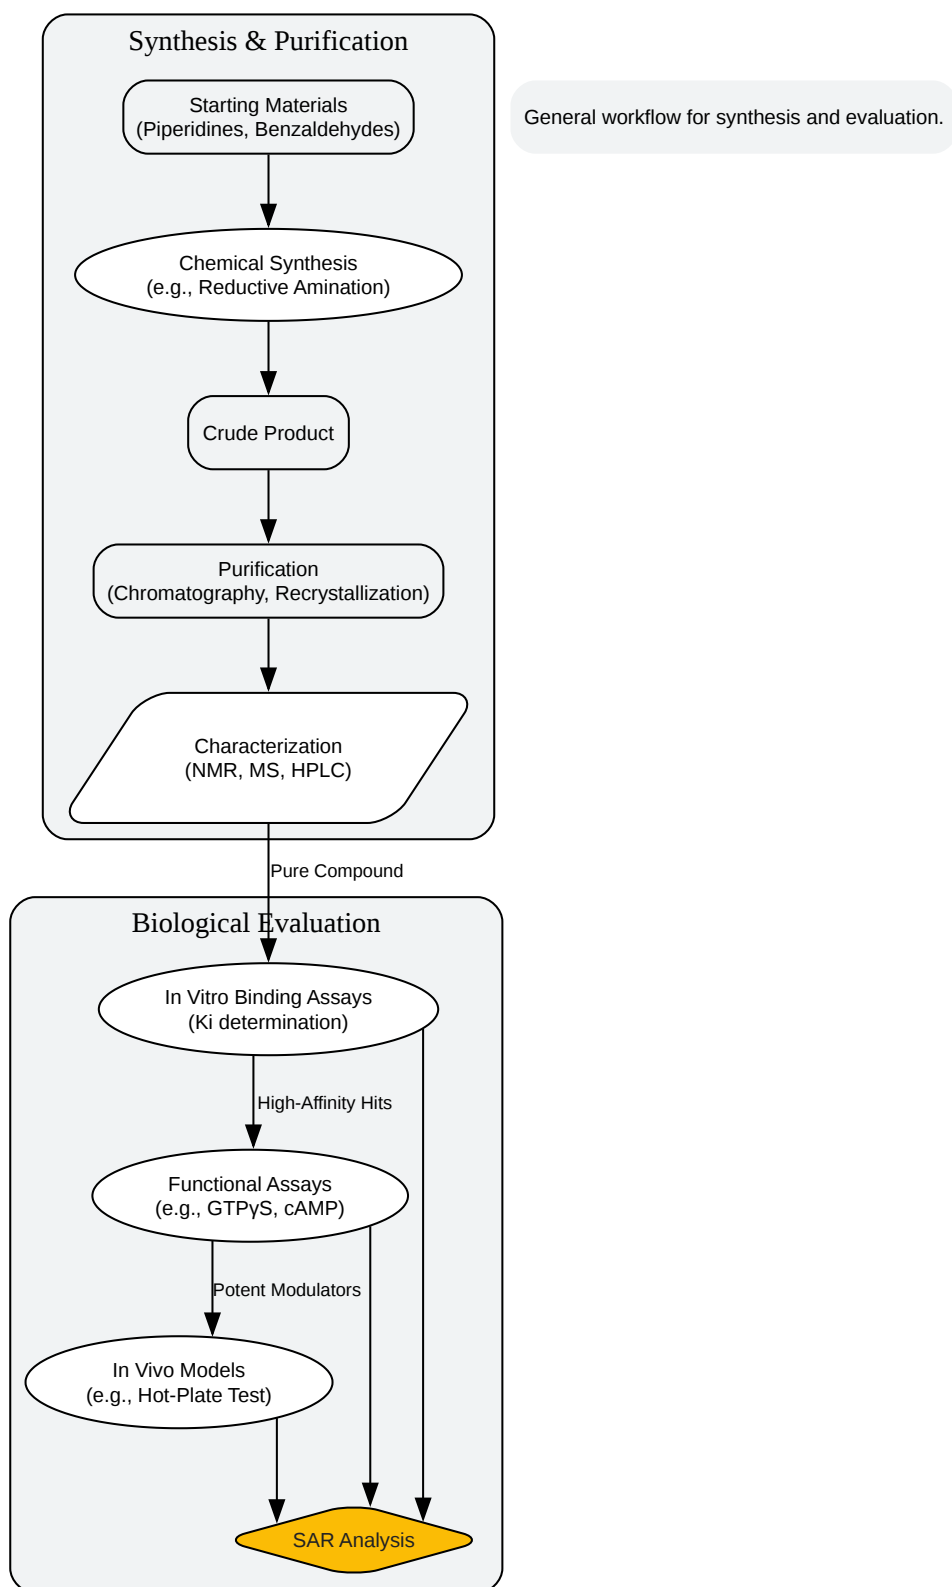 Synthesis & Purification
Starting Materials
(Piperidines, Benzaldehydes)
General workflow for synthesis and evaluation.
Chemical Synthesis
(e.g., Reductive Amination)
Crude Product
Purification
(Chromatography, Recrystallization)
Characterization
(NMR, MS, HPLC)
Pure Compound
Biological Evaluation
In Vitro Binding Assays
(Ki determination)
High-Affinity Hits
Functional Assays
(e.g., GTPγS, cAMP)
Potent Modulators
In Vivo Models
(e.g., Hot-Plate Test)
SAR Analysis